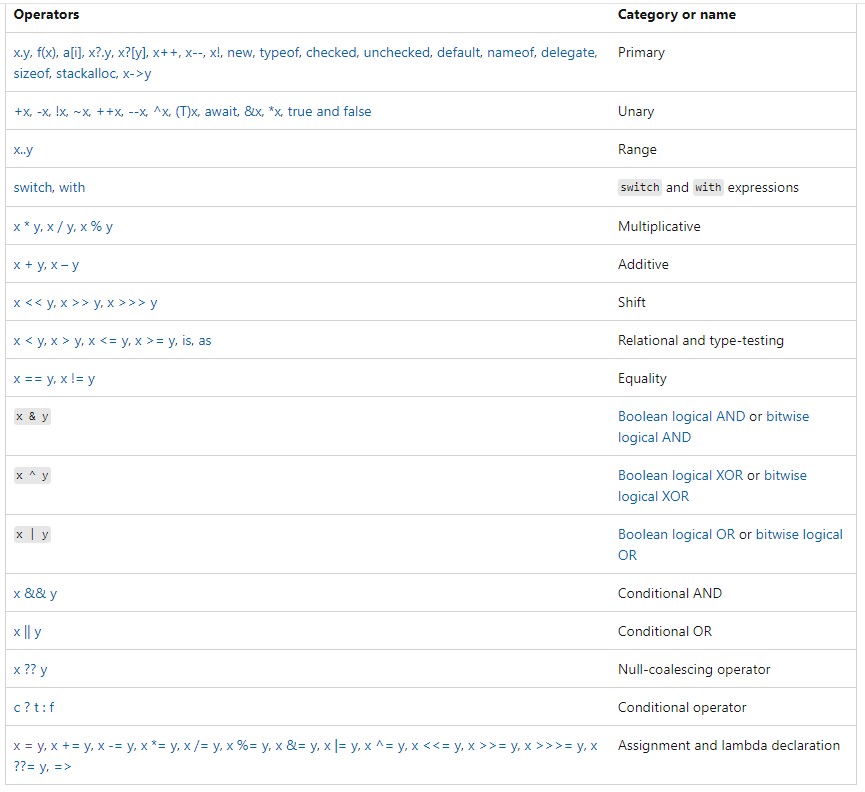 Operators Category or name
x.y, f(x), a[i], x?.y, x?[y], x++, x--, x!, new, typeof, checked, unchecked, default, nameof, delegate, Primary
sizeof, stackalloc, x->y
+x, -x, !x, ~x, ++x, --x, ^x, (T)x, await, &x, *x, true and false Unary
x..y Range
switch, with switch and with expressions
x * y, x / y, x % y Multiplicative
x + y, x – y Additive
x << y, x >> y, x >>> y Shift
x < y, x > y, x <= y, x >= y, is, as Relational and type-testing
x == y, x != y Equality
x & y Boolean logical AND or bitwise
logical AND
x ^ y Boolean logical XOR or bitwise
logical XOR
x | y Boolean logical OR or bitwise logical
OR
x && y Conditional AND
x || y Conditional OR
x ?? y Null-coalescing operator
c ? t : f Conditional operator
x = y, x += y, x -= y, x *= y, x /= y, x %= y, x &= y, x |= y, x ^= y, x <<= y, x >>= y, x >>>= y, x Assignment and lambda declaration
??= y, =>